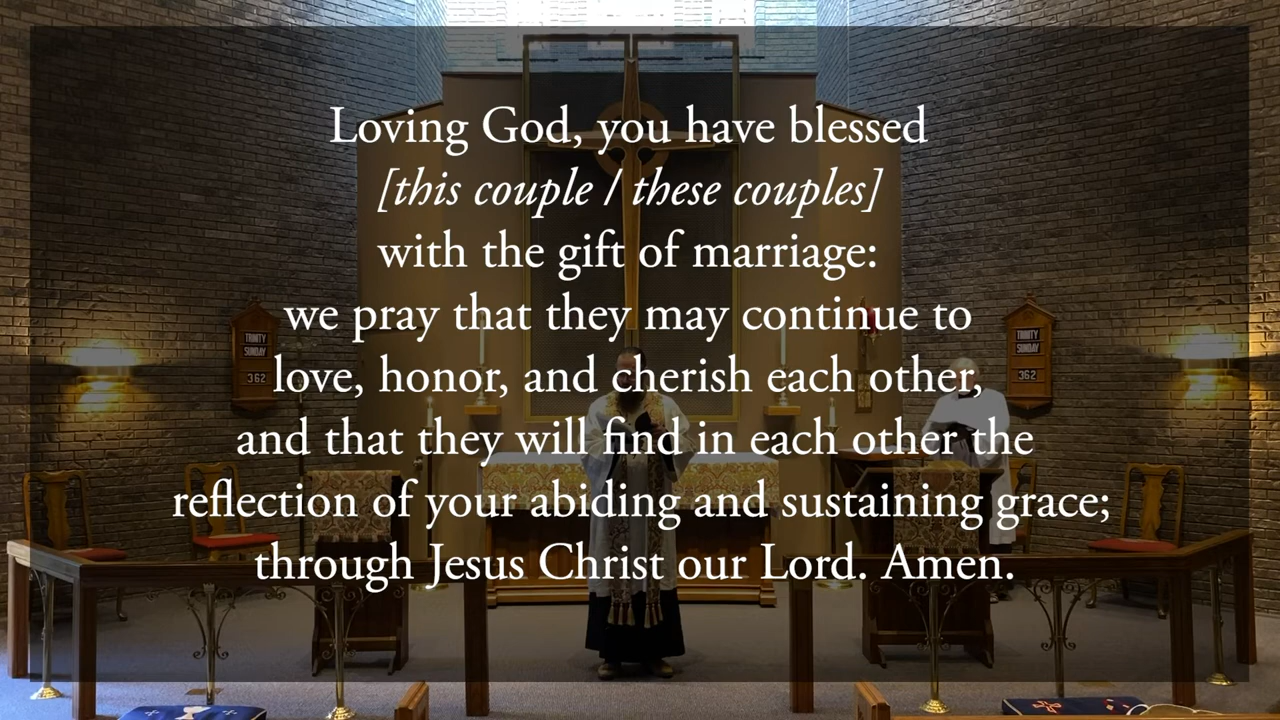 Loving God, you have blessed
[this couple / these couples]
with the gift of marriage:
we pray that they may continue to
love, honor, and cherish each other,
and that they will find in each other the
reflection of your abiding and sustaining grace;
through Jesus Christ our Lord. Amen.
TRINITY
SUNDAY
362
TRINITY
SUNDAY
362